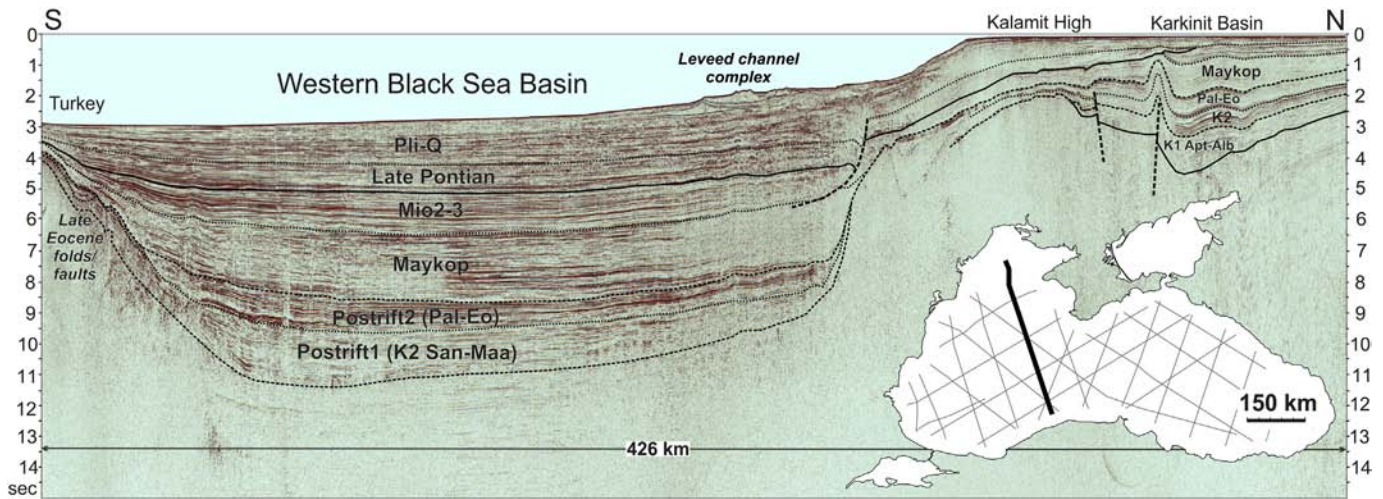 S
N
Kalamit High
Karkinit Basin
0
1
2
3
4
5
6
7
8
9
10
11
12
13
14
sec
Turkey
Western Black Sea Basin
Leveed channel
complex
Pli-Q
Late Pontian
Mio2-3
Maykop
Postrift2 (Pal-Eo)
Postrift1 (K2 San-Maa)
Late
Eocene
folds/
faults
Maykop
Pal-Eo
K2
K1 Apt-Alb
0
1
2
3
4
5
6
7
8
9
10
11
12
13
14
150 km
426 km